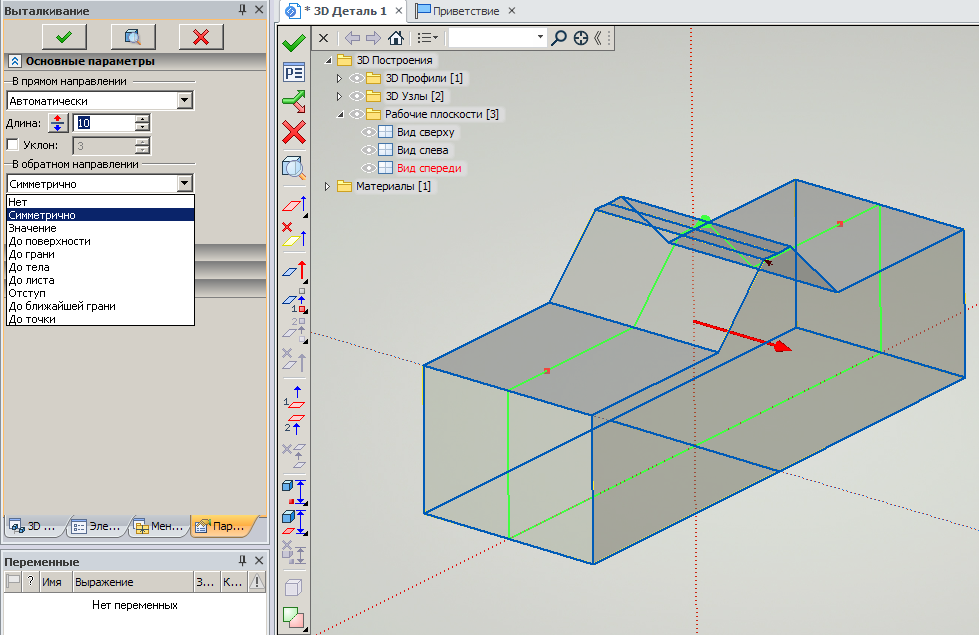 Выталкивание
Основные параметры
В прямом направлении
Автоматически
Длина: 10
Уклон: 3
В обратном направлении
Симметрично
Нет
Симметрично
Значение
До поверхности
До грани
До тела
До листа
Отступ
До ближайшей грани
До точки
3D ...
Эле...
Мен...
Пар...
Переменные
? Имя Выражение З... К...
Нет переменных
* 3D Деталь 1
Приветствие
3D Построения
3D Профили [1]
3D Узлы [2]
Рабочие плоскости [3]
Вид сверху
Вид слева
Вид спереди
Материалы [1]